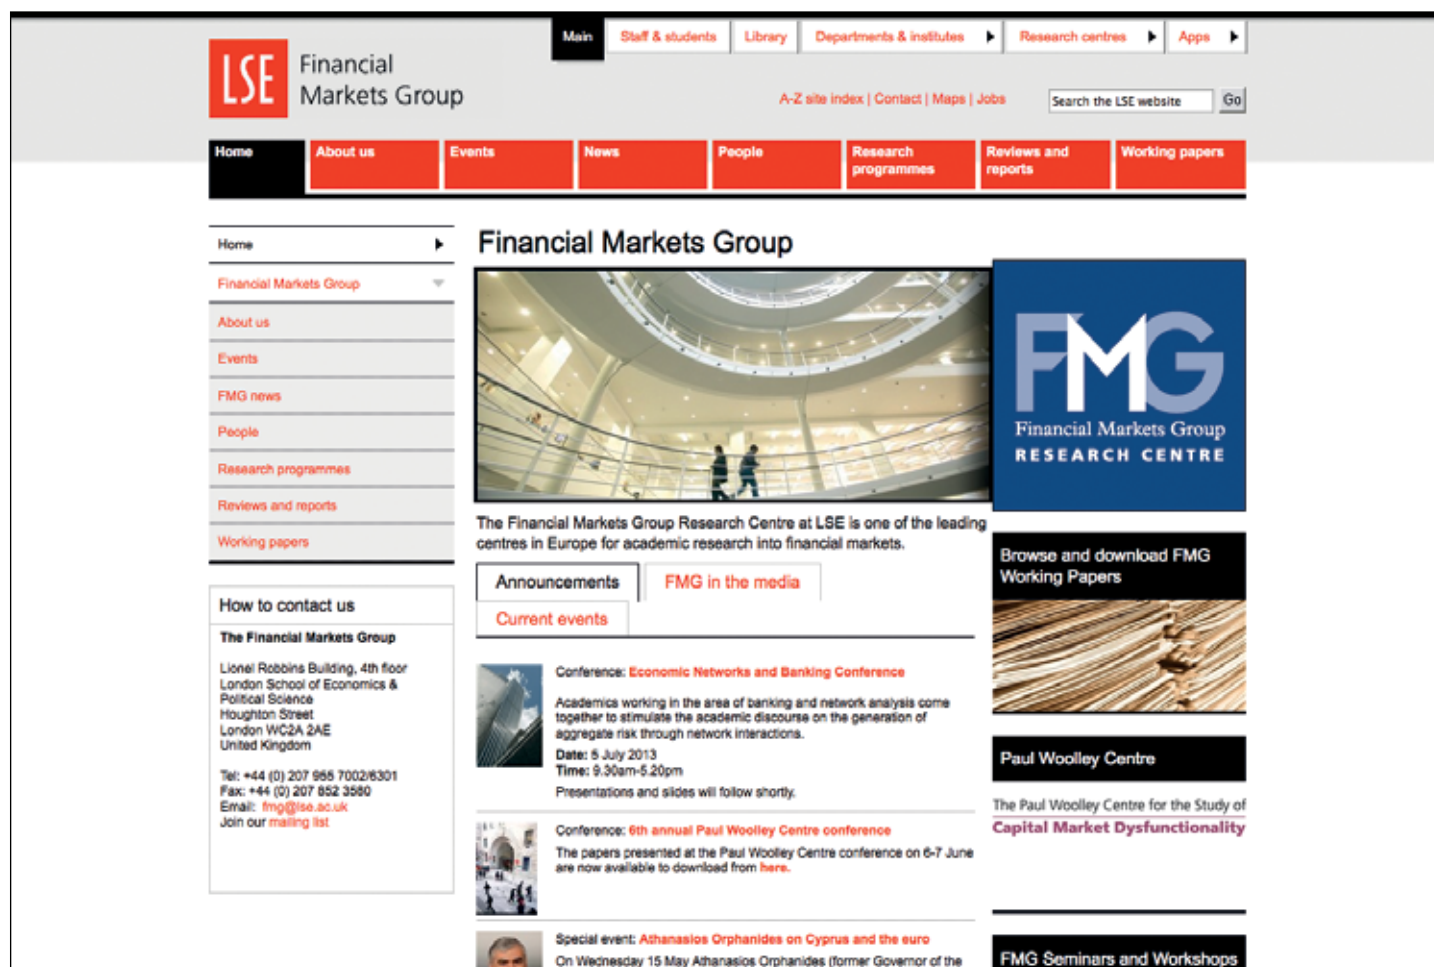 Main
Staff & students
Library
Departments & institutes
Research centres
Apps
LSE
Financial
Markets Group
A-Z site index | Contact | Maps | Jobs
Search the LSE website
Go
Home
About us
Events
News
People
Research
programmes
Reviews and
reports
Working papers
Home
Financial Markets Group
About us
Events
FMG news
People
Research programmes
Reviews and reports
Working papers
How to contact us
The Financial Markets Group
Lionel Robbins Building, 4th floor
London School of Economics &
Political Science
Houghton Street
London WC2A 2AE
United Kingdom
Tel: +44 (0) 207 955 7002/6301
Fax: +44 (0) 207 852 3580
Email: fmg@lse.ac.uk
Join our mailing list
Financial Markets Group
The Financial Markets Group Research Centre at LSE is one of the leading
centres in Europe for academic research into financial markets.
Announcements
FMG in the media
Current events
Conference: Economic Networks and Banking Conference
Academics working in the area of banking and network analysis come
together to stimulate the academic discourse on the generation of
aggregate risk through network interactions.
Date: 5 July 2013
Time: 9.30am-5.20pm
Presentations and slides will follow shortly.
Conference: 6th annual Paul Woolley Centre conference
The papers presented at the Paul Woolley Centre conference on 6-7 June
are now available to download from here.
Special event: Athanasios Orphanides on Cyprus and the euro
On Wednesday 15 May Athanasios Orphanides (former Governor of the
FMG
Financial Markets Group
RESEARCH CENTRE
Browse and download FMG
Working Papers
Paul Woolley Centre
The Paul Woolley Centre for the Study of
Capital Market Dysfunctionality
FMG Seminars and Workshops